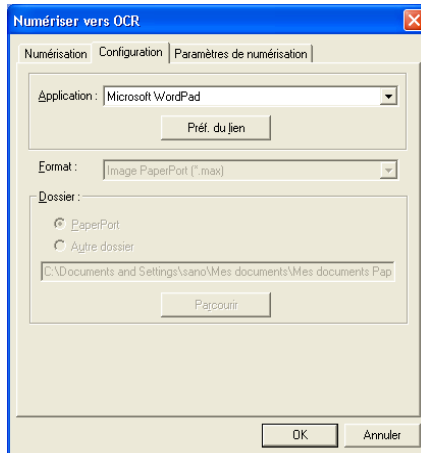 Numériser vers OCR
Numérisation Configuration Paramètres de numérisation
Application : Microsoft WordPad
Préf. du lien
Format : Image PaperPort (*.max)
Dossier :
PaperPort
Autre dossier
C:\Documents and Settings\sano\Mes documents\Mes documents Pap
Parcourir
OK Annuler